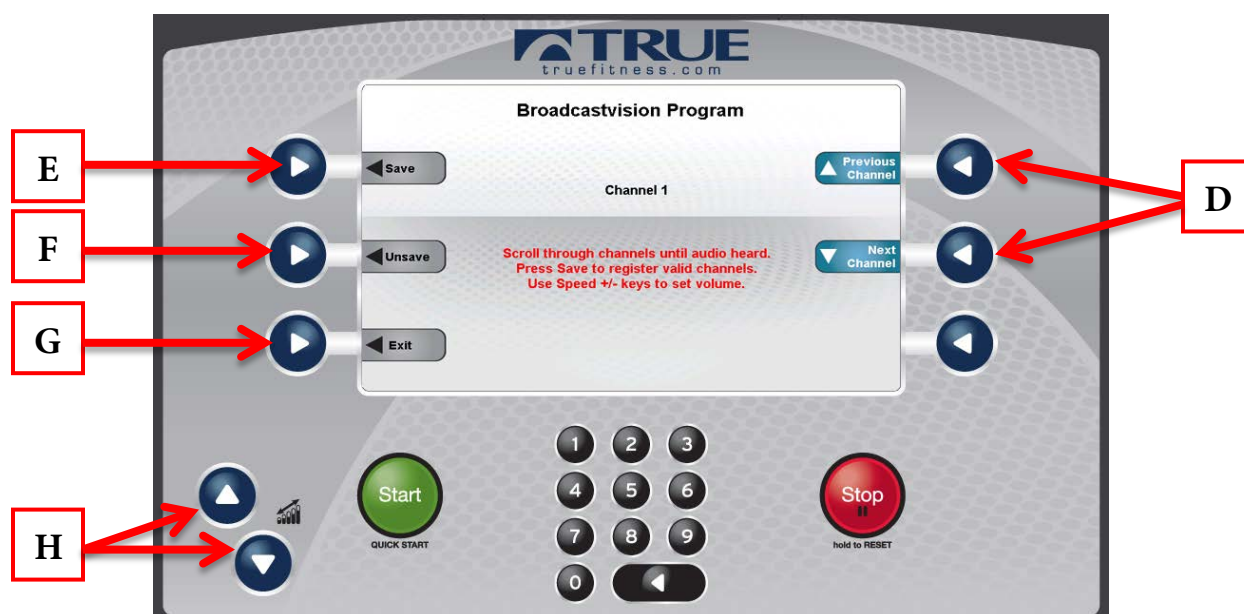 TRUE
truefitness.com
Broadcastvision Program
E
Save
Previous
Channel
D
Channel 1
F
Unsave
Scroll through channels until audio heard.
Press Save to register valid channels.
Use Speed +/- keys to set volume.
Next
Channel
G
Exit
1 2 3
4 5 6
7 8 9
0
H
Start
QUICK START
Stop
hold to RESET